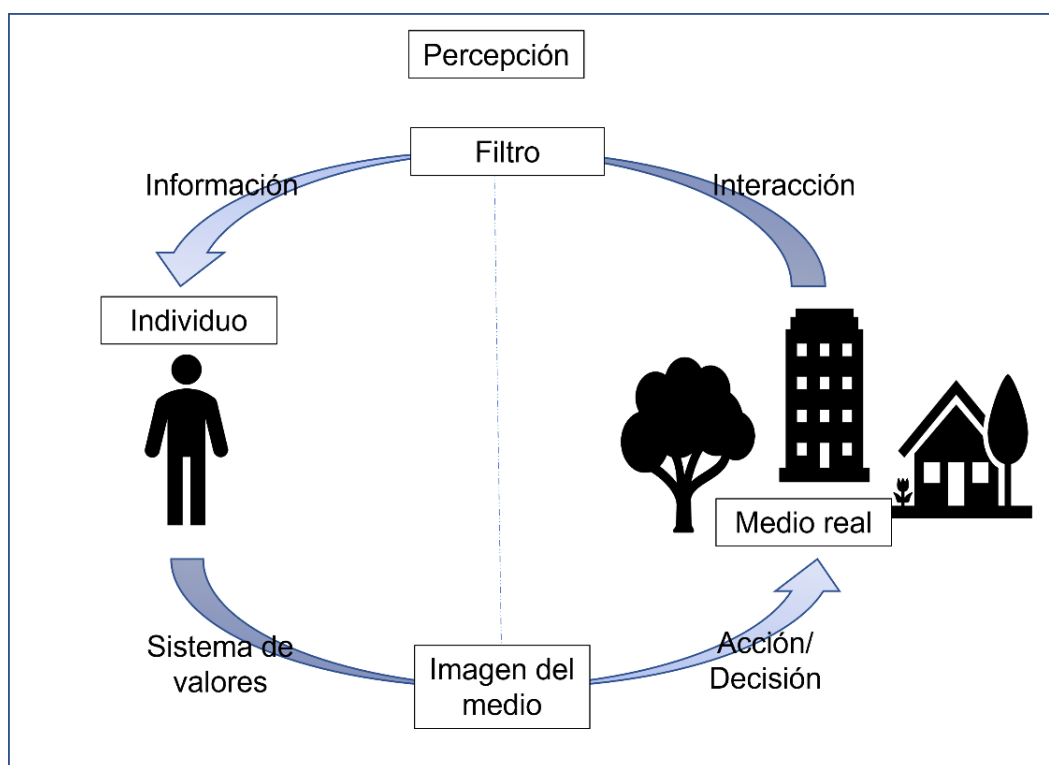 Percepción
Filtro
Información
Interacción
Individuo
Medio real
Sistema de
valores
Imagen del
medio
Acción/
Decisión